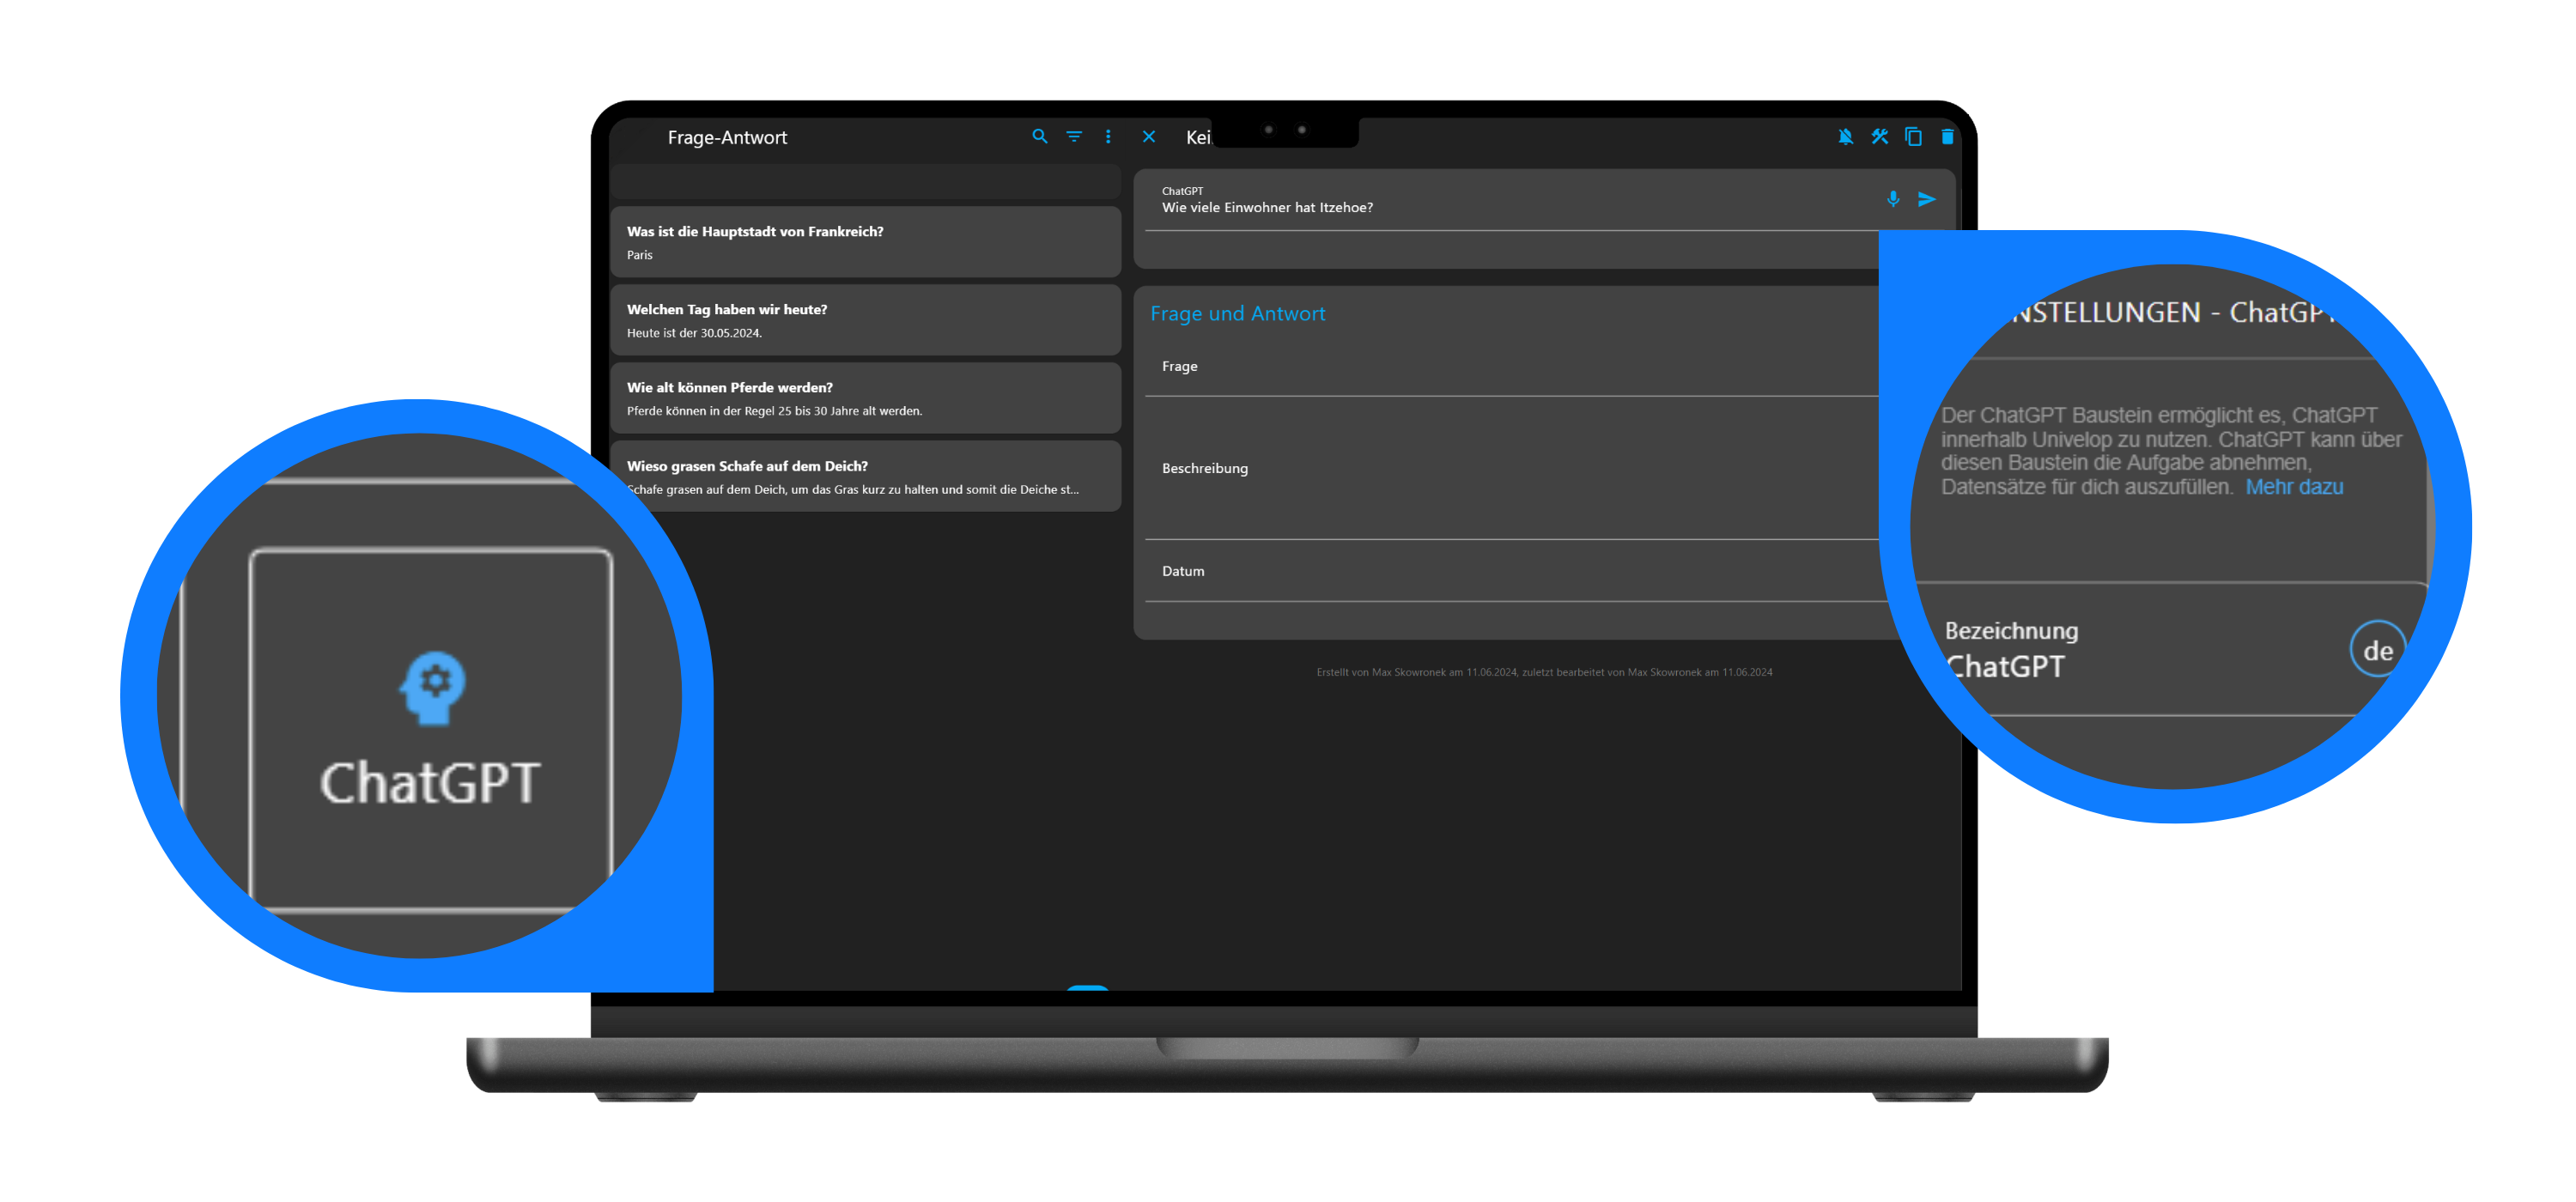 Frage-Antwort
Was ist die Hauptstadt von Frankreich?
Paris
Welchen Tag haben wir heute?
Heute ist der 30.05.2024.
Wie alt können Pferde werden?
Pferde können in der Regel 25 bis 30 Jahre alt werden.
Wieso grasen Schafe auf dem Deich?
Schafe grasen auf dem Deich, um das Gras kurz zu halten und somit die Deiche st...
ChatGPT
Kei
ChatGPT
Wie viele Einwohner hat Itzehoe?
Frage und Antwort
Frage
Beschreibung
Datum
Erstellt von Max Skowronek am 11.06.2024, zuletzt bearbeitet von Max Skowronek am 11.06.2024
NSTELLUNGEN - ChatGPT
Der ChatGPT Baustein ermöglicht es, ChatGPT
innerhalb Univelop zu nutzen. ChatGPT kann über
diesen Baustein die Aufgabe abnehmen,
Datensätze für dich auszufüllen. Mehr dazu
Bezeichnung
ChatGPT
de